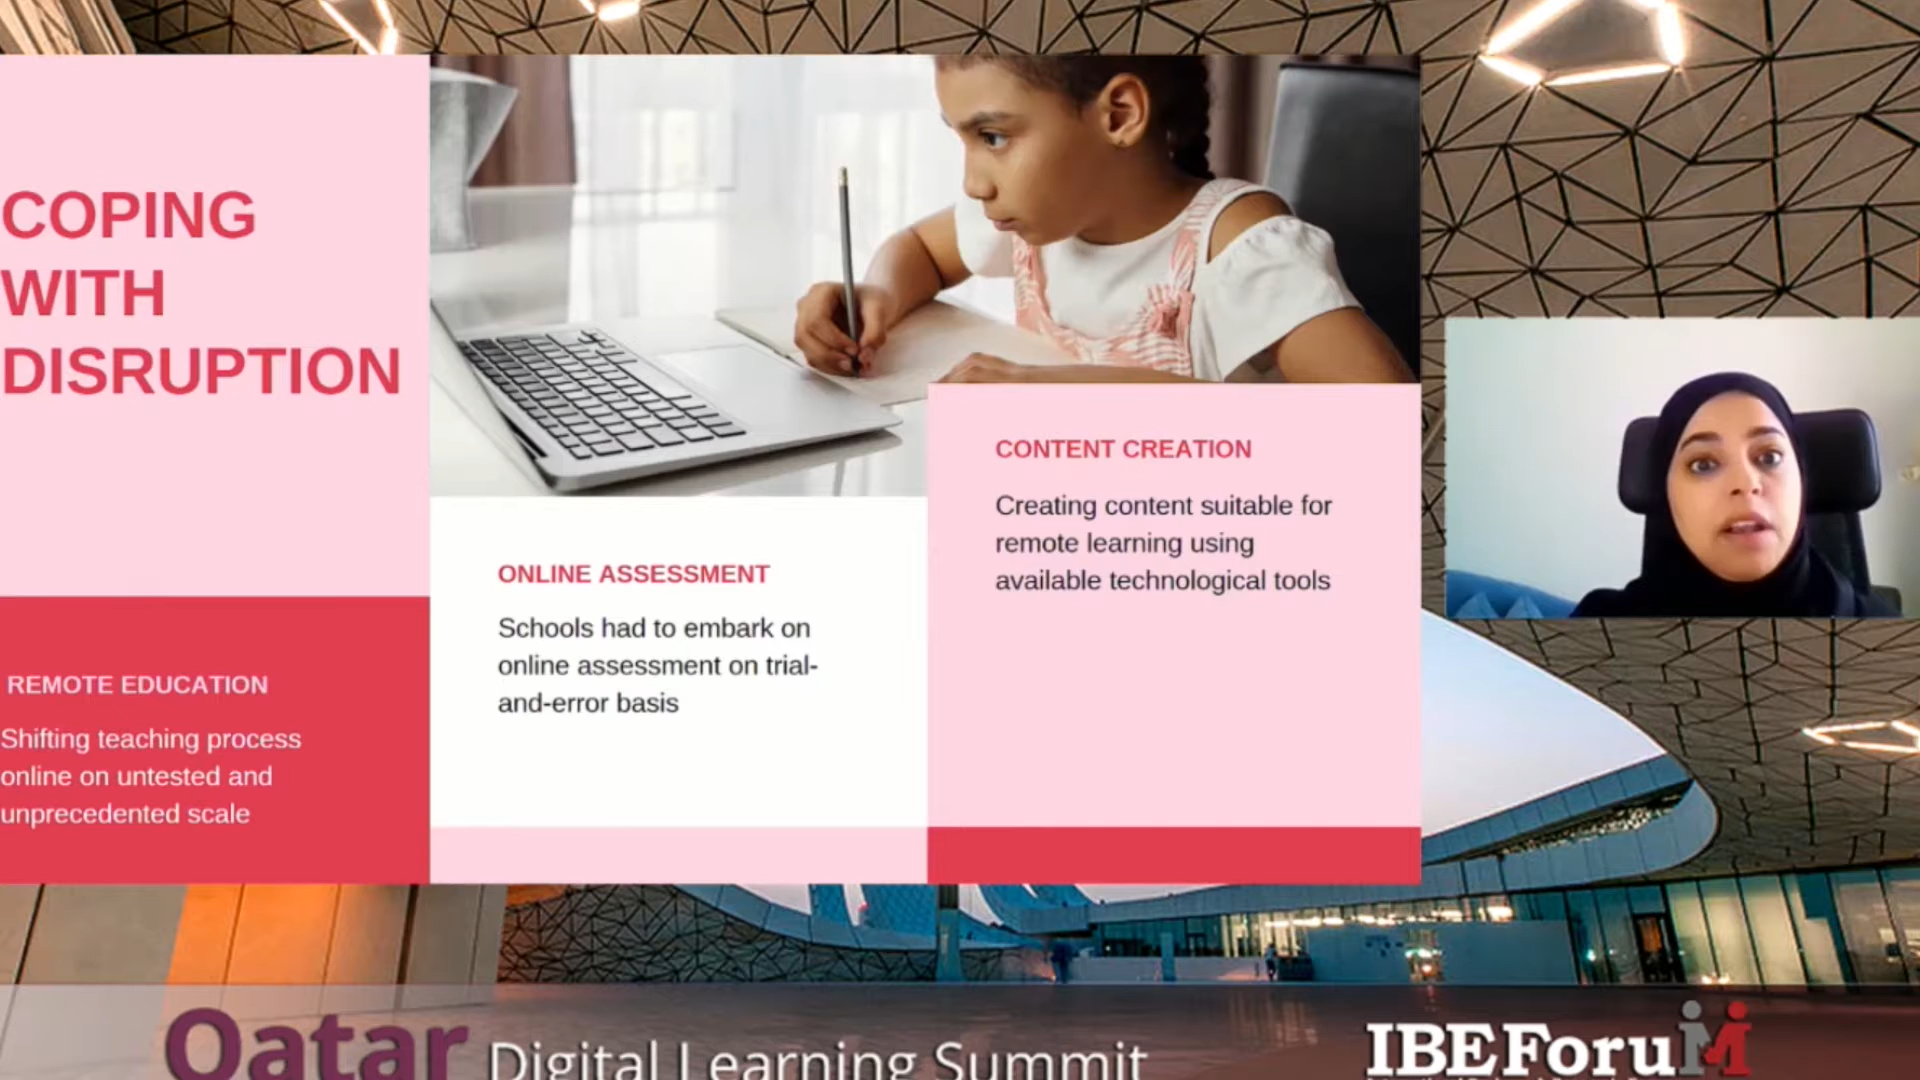 COPING
WITH
DISRUPTION
REMOTE EDUCATION
Shifting teaching process
online on untested and
unprecedented scale
ONLINE ASSESSMENT
Schools had to embark on
online assessment on trial-
and-error basis
CONTENT CREATION
Creating content suitable for
remote learning using
available technological tools
Qatar Digital Learning Summit
IBEForuM